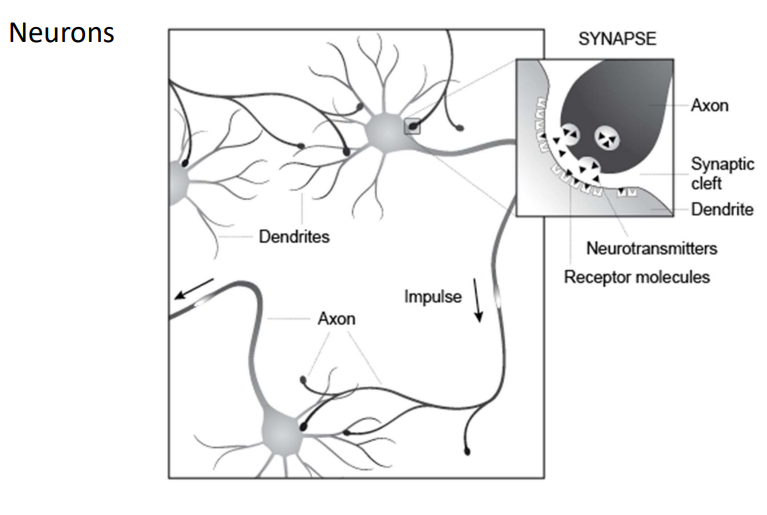 Neurons
SYNAPSE
Axon
Synaptic
cleft
Dendrite
Neurotransmitters
Receptor molecules
Dendrites
Impulse
Axon